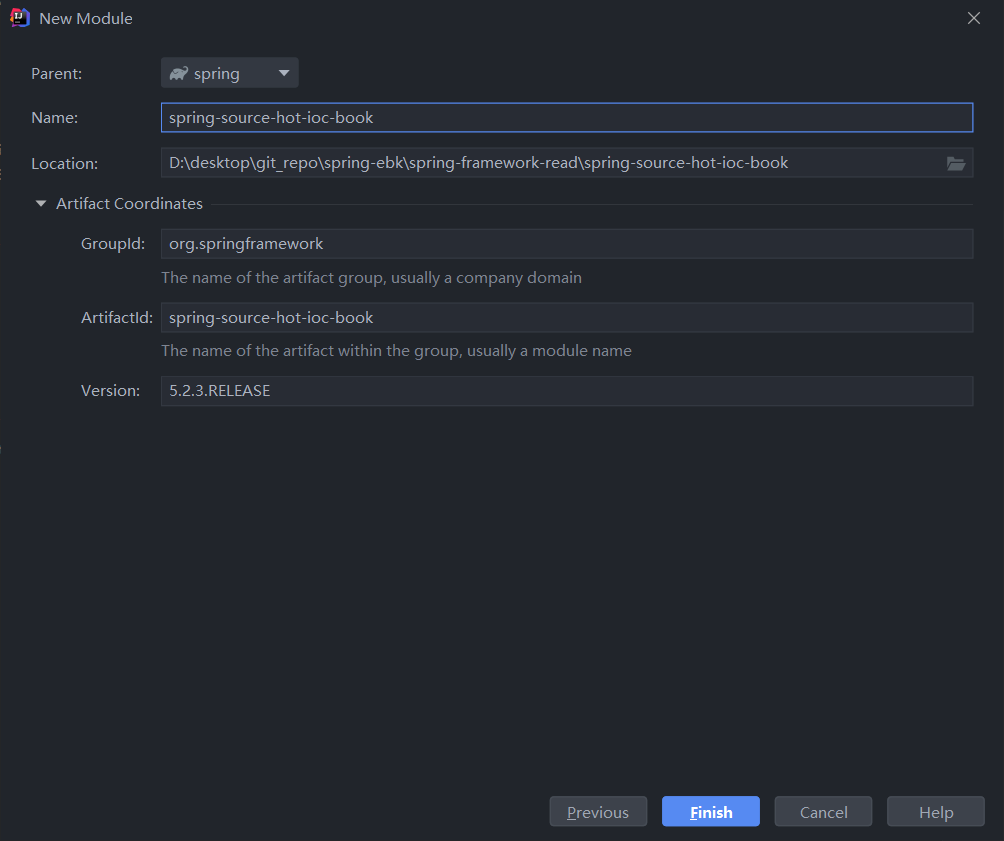 New Module
Parent: spring
Name: spring-source-hot-ioc-book
Location: D:\desktop\git_repo\spring-ebk\spring-framework-read\spring-source-hot-ioc-book
Artifact Coordinates
GroupId: org.springframework
The name of the artifact group, usually a company domain
ArtifactId: spring-source-hot-ioc-book
The name of the artifact within the group, usually a module name
Version: 5.2.3.RELEASE
Previous Finish Cancel Help